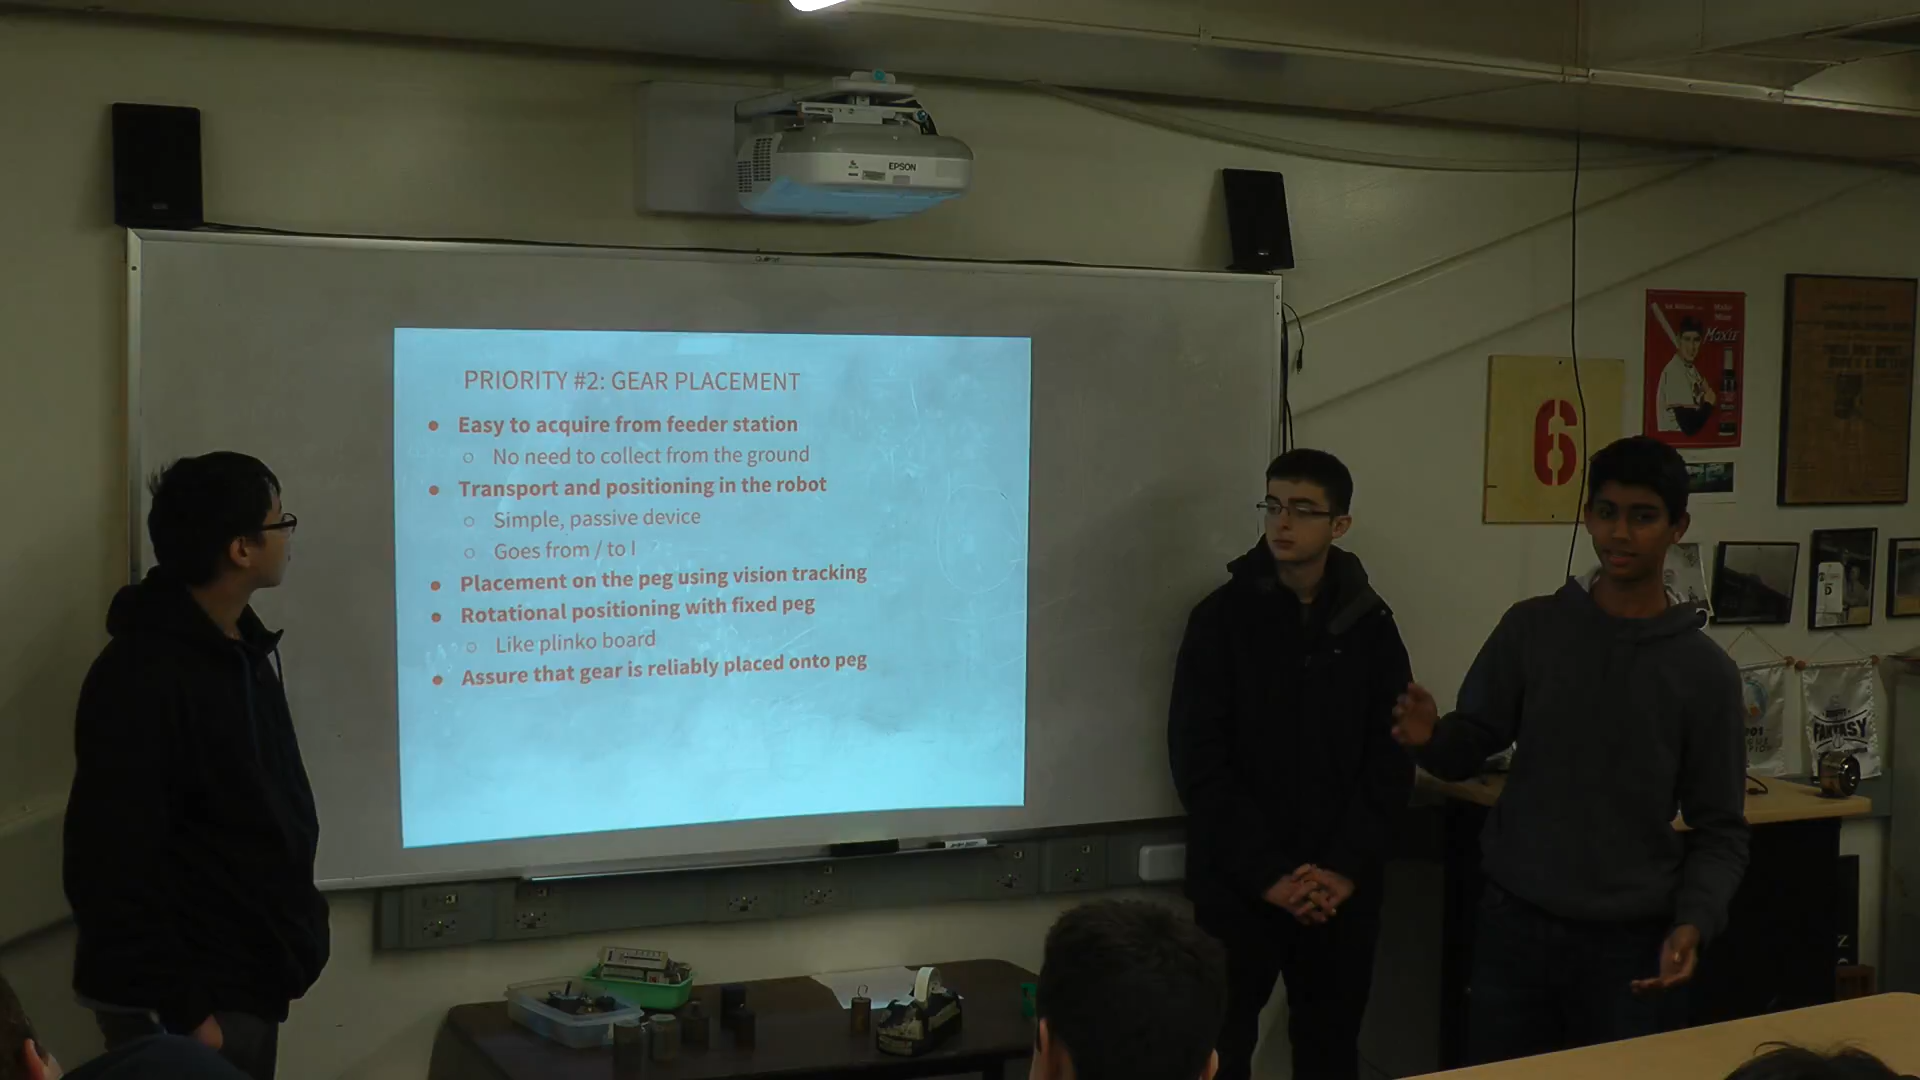 EPSON
PRIORITY #2: GEAR PLACEMENT
● Easy to acquire from feeder station
○ No need to collect from the ground
● Transport and positioning in the robot
○ Simple, passive device
○ Goes from / to l
● Placement on the peg using vision tracking
● Rotational positioning with fixed peg
○ Like plinko board
● Assure that gear is reliably placed onto peg
6
Moxie
D
FANTASY